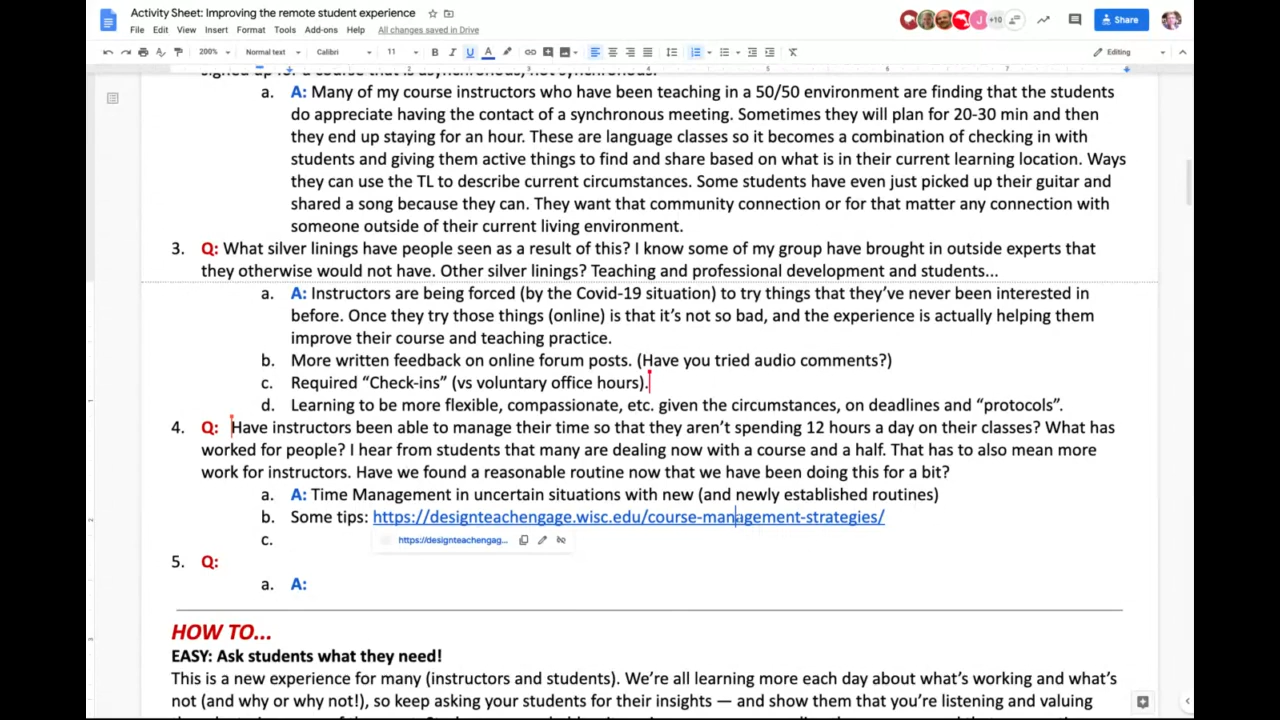 Activity Sheet: Improving the remote student experience
File Edit View Insert Format Tools Add-ons Help All changes saved in Drive
+10
Share
200% Normal text Calibri 11 B I U A Editing
2 3 4 5 6 7
a. A: Many of my course instructors who have been teaching in a 50/50 environment are finding that the students
do appreciate having the contact of a synchronous meeting. Sometimes they will plan for 20-30 min and then
they end up staying for an hour. These are language classes so it becomes a combination of checking in with
students and giving them active things to find and share based on what is in their current learning location. Ways
they can use the TL to describe current circumstances. Some students have even just picked up their guitar and
shared a song because they can. They want that community connection or for that matter any connection with
someone outside of their current living environment.
3. Q: What silver linings have people seen as a result of this? I know some of my group have brought in outside experts that
they otherwise would not have. Other silver linings? Teaching and professional development and students...
a. A: Instructors are being forced (by the Covid-19 situation) to try things that they've never been interested in
before. Once they try those things (online) is that it's not so bad, and the experience is actually helping them
improve their course and teaching practice.
b. More written feedback on online forum posts. (Have you tried audio comments?)
c. Required "Check-ins" (vs voluntary office hours).
d. Learning to be more flexible, compassionate, etc. given the circumstances, on deadlines and "protocols".
4. Q: Have instructors been able to manage their time so that they aren't spending 12 hours a day on their classes? What has
worked for people? I hear from students that many are dealing now with a course and a half. That has to also mean more
work for instructors. Have we found a reasonable routine now that we have been doing this for a bit?
a. A: Time Management in uncertain situations with new (and newly established routines)
b. Some tips: https://designteachengage.wisc.edu/course-management-strategies/
c.
https://designteachengag...
5. Q:
a. A:
HOW TO...
EASY: Ask students what they need!
This is a new experience for many (instructors and students). We're all learning more each day about what's working and what's
not (and why or why not!), so keep asking your students for their insights — and show them that you're listening and valuing